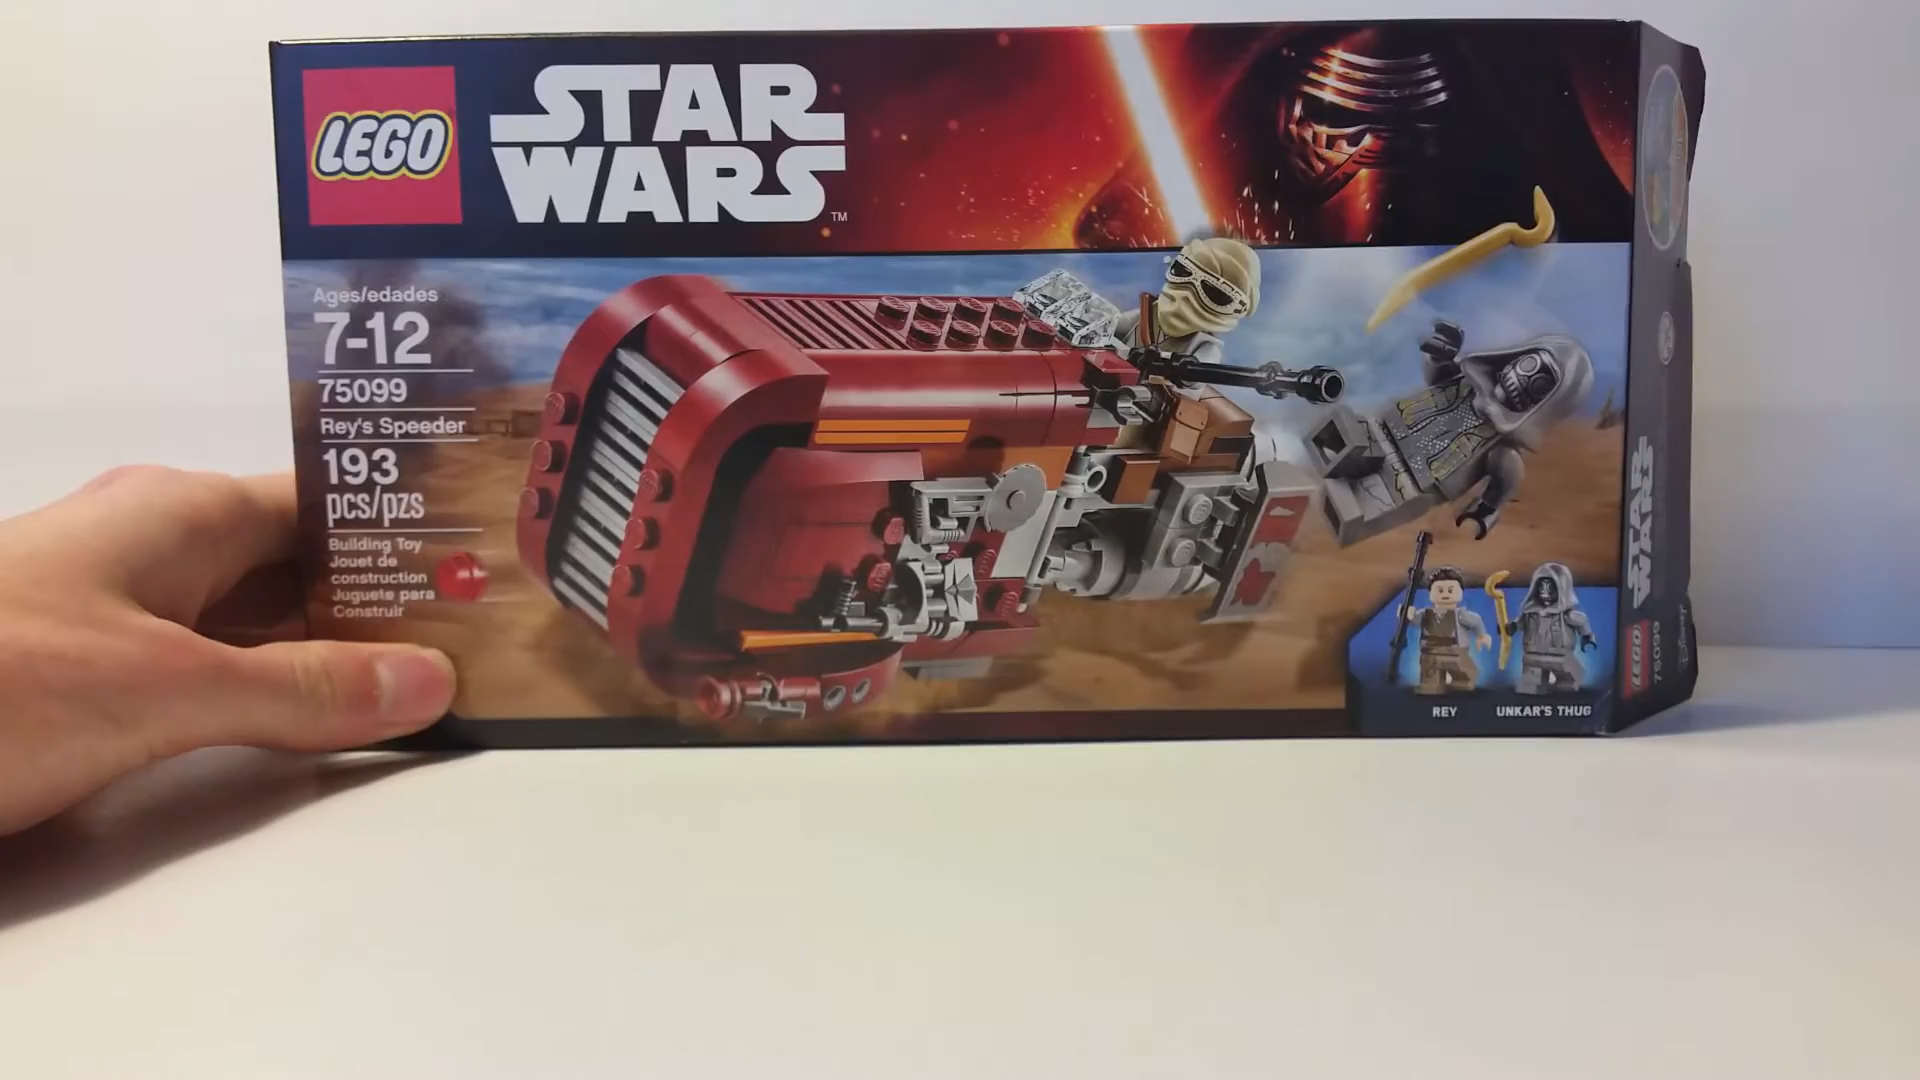 LEGO
STAR
WARS
TM
Ages/edades
7-12
75099
Rey's Speeder
193
pcs/pzs
Building Toy
Jouet de
construction
Juguete para
Construir
REY
UNKAR'S THUG
STAR
WARS
LEGO
75099
Disney